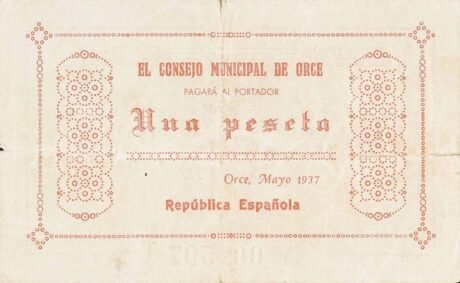 EL CONSEJO MUNICIPAL DE ORCE
PAGARÁ AL PORTADOR
Una peseta
Orce, Mayo 1937
República Española